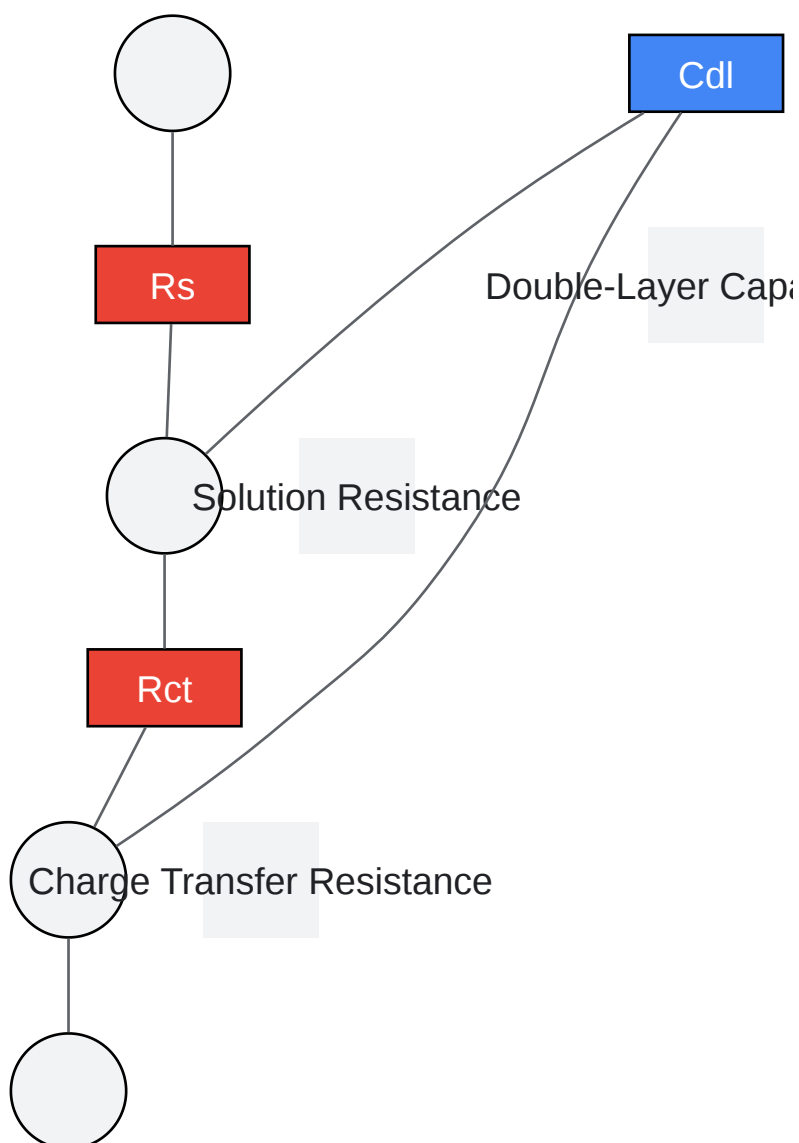 Cdl
Rs
Double-Layer Capa
Solution Resistance
Rct
Charge Transfer Resistance